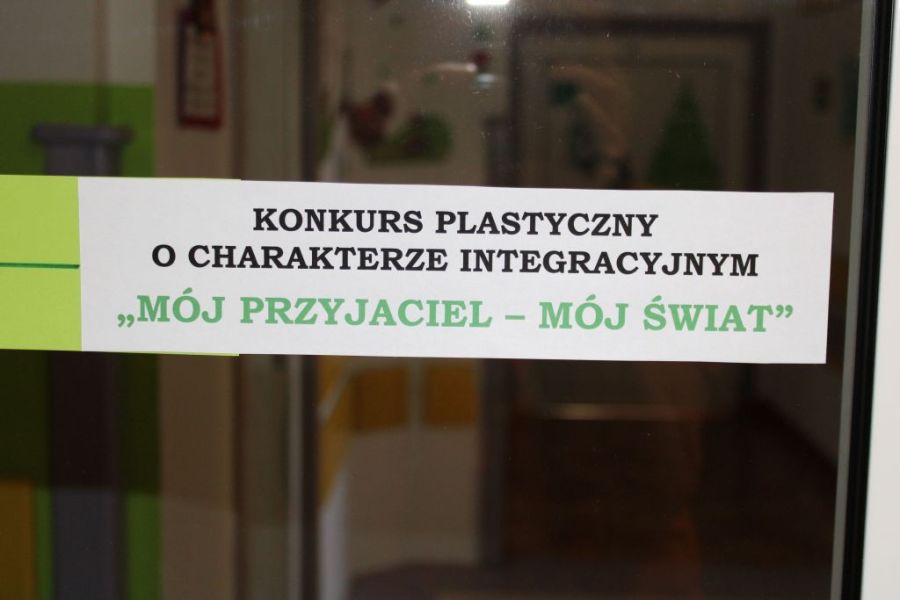 KONKURS PLASTYCZNY
O CHARAKTERZE INTEGRACYJNYM
„MÓJ PRZYJACIEL – MÓJ ŚWIAT”